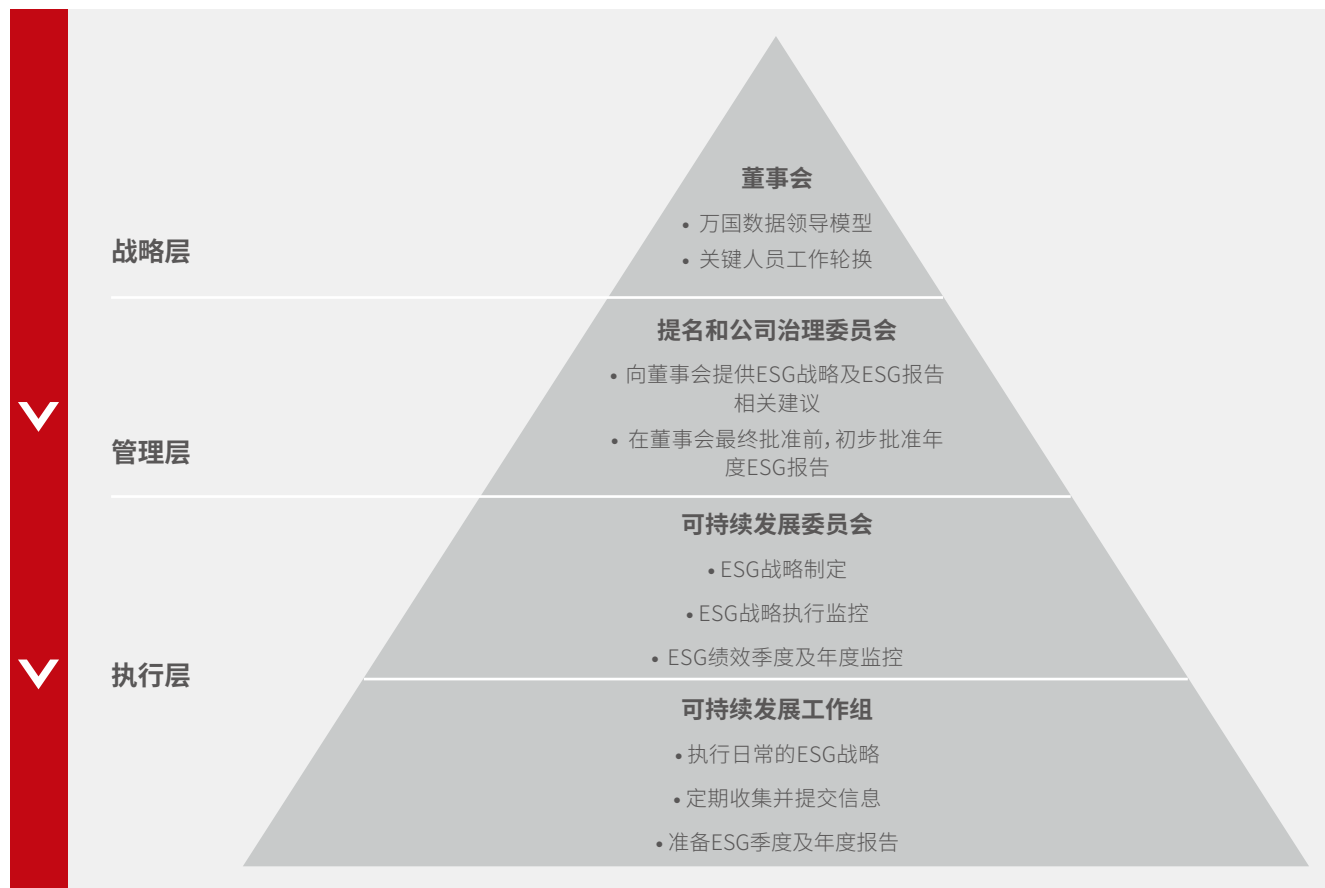 董事会
• 万国数据领导模型
• 关键人员工作轮换
战略层
提名和公司治理委员会
• 向董事会提供ESG战略及ESG报告
相关建议
• 在董事会最终批准前，初步批准年
度ESG报告
管理层
可持续发展委员会
• ESG战略制定
• ESG战略执行监控
• ESG绩效季度及年度监控
执行层
可持续发展工作组
• 执行日常的ESG战略
• 定期收集并提交信息
• 准备ESG季度及年度报告